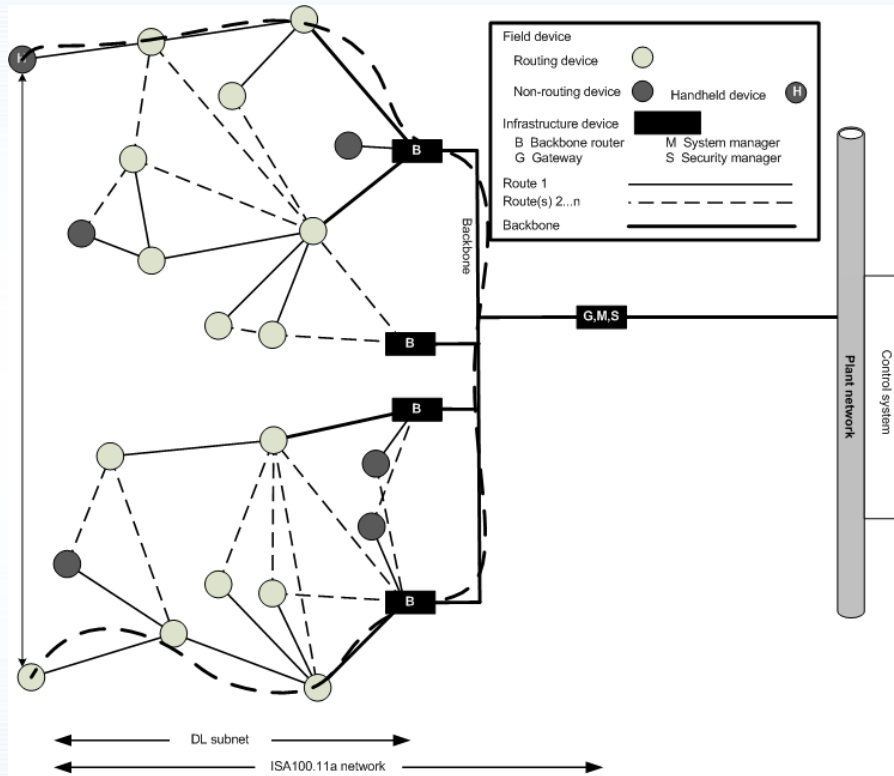 H
Field device
Routing device
Non-routing device
Handheld device
H
Infrastructure device
B Backbone router
M System manager
G Gateway
S Security manager
Route 1
Route(s) 2...n
Backbone
B
Backbone
B
G,M,S
B
B
Plant network
Control system
DL subnet
ISA100.11a network